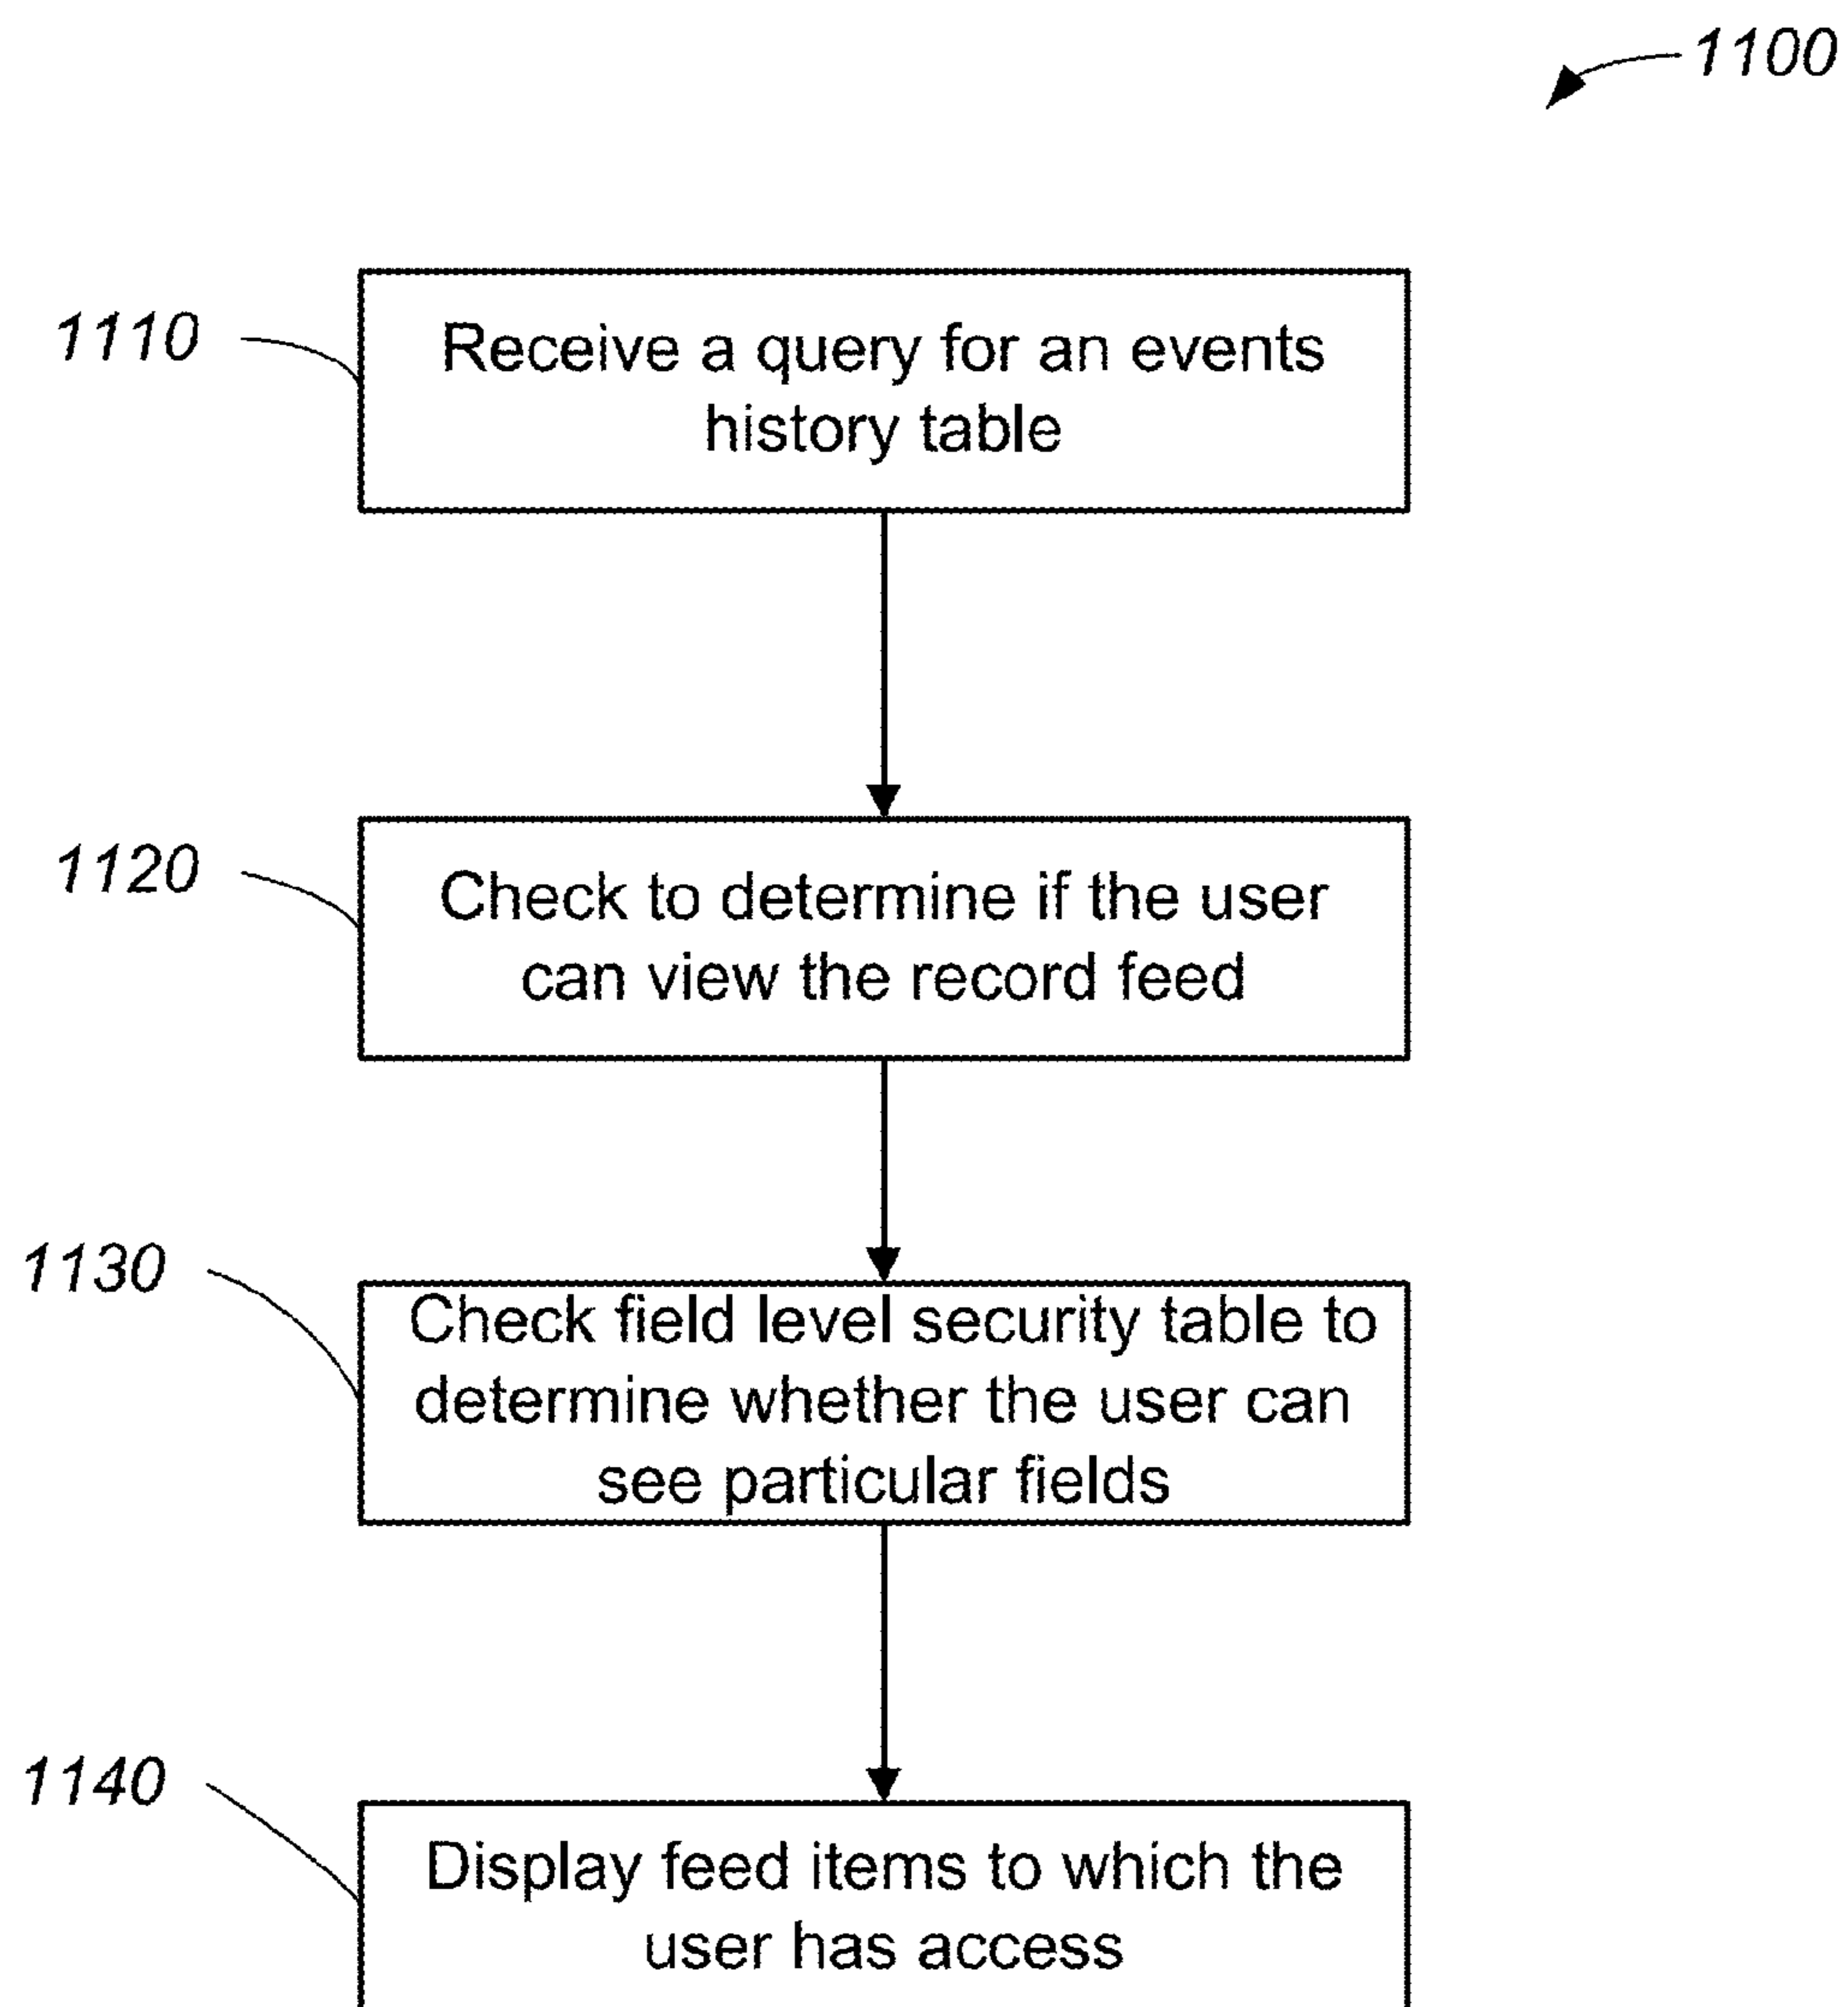 1100
1110
Receive a query for an events
history table
1120
Check to determine if the user
can view the record feed
1130
Check field level security table to
determine whether the user can
see particular fields
1140
Display feed items to which the
user has access